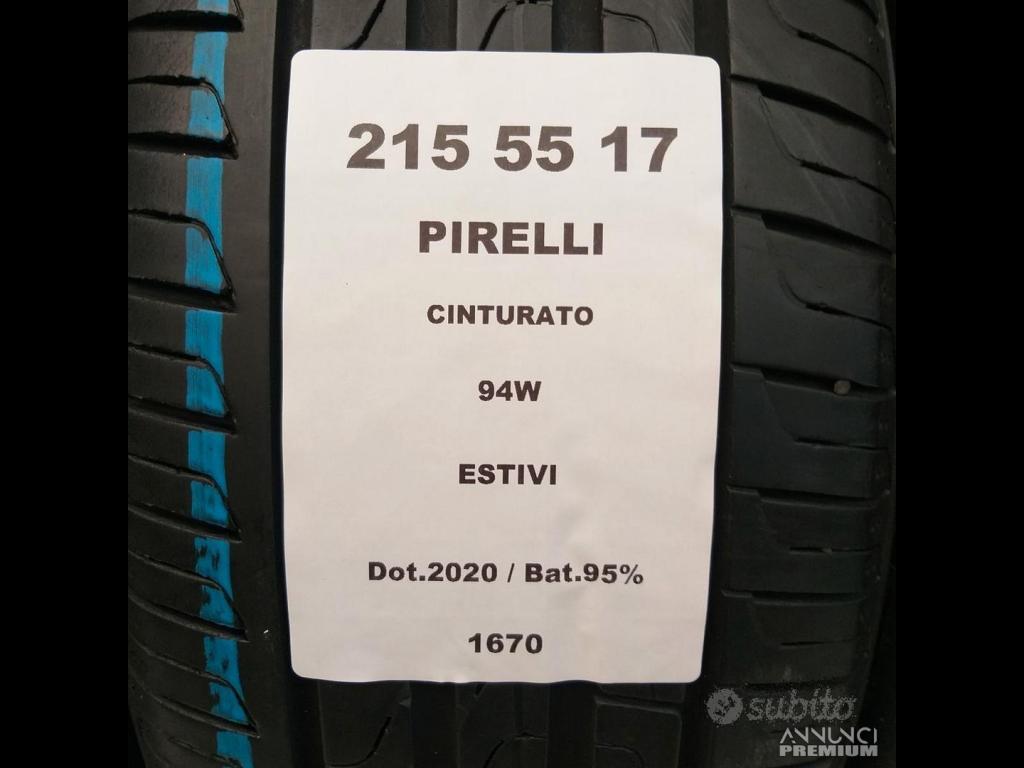 215 55 17
PIRELLI
CINTURATO
94W
ESTIVI
Dot.2020 / Bat.95%
1670
subito
ANNUNCI
PREMIUM